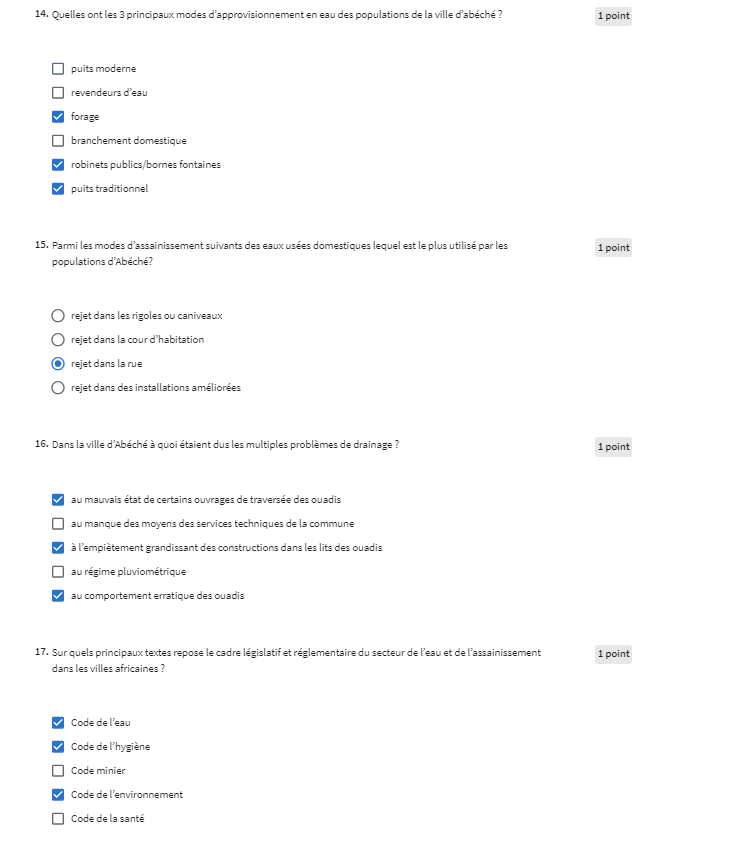 14. Quelles ont les 3 principaux modes d'approvisionnement en eau des populations de la ville d'abéché ?
1 point
puits moderne
revendeurs d'eau
forage
branchement domestique
robinets publics/bornes fontaines
puits traditionnel
15. Parmi les modes d'assainissement suivants des eaux usées domestiques lequel est le plus utilisé par les
populations d'Abéché?
1 point
rejet dans les rigoles ou caniveaux
rejet dans la cour d'habitation
rejet dans la rue
rejet dans des installations améliorées
16. Dans la ville d'Abéché à quoi étaient dus les multiples problèmes de drainage ?
1 point
au mauvais état de certains ouvrages de traversée des ouadis
au manque des moyens des services techniques de la commune
à l'empiètement grandissant des constructions dans les lits des ouadis
au régime pluviométrique
au comportement erratique des ouadis
17. Sur quels principaux textes repose le cadre législatif et réglementaire du secteur de l'eau et de l'assainissement
dans les villes africaines ?
1 point
Code de l'eau
Code de l'hygiène
Code minier
Code de l'environnement
Code de la santé